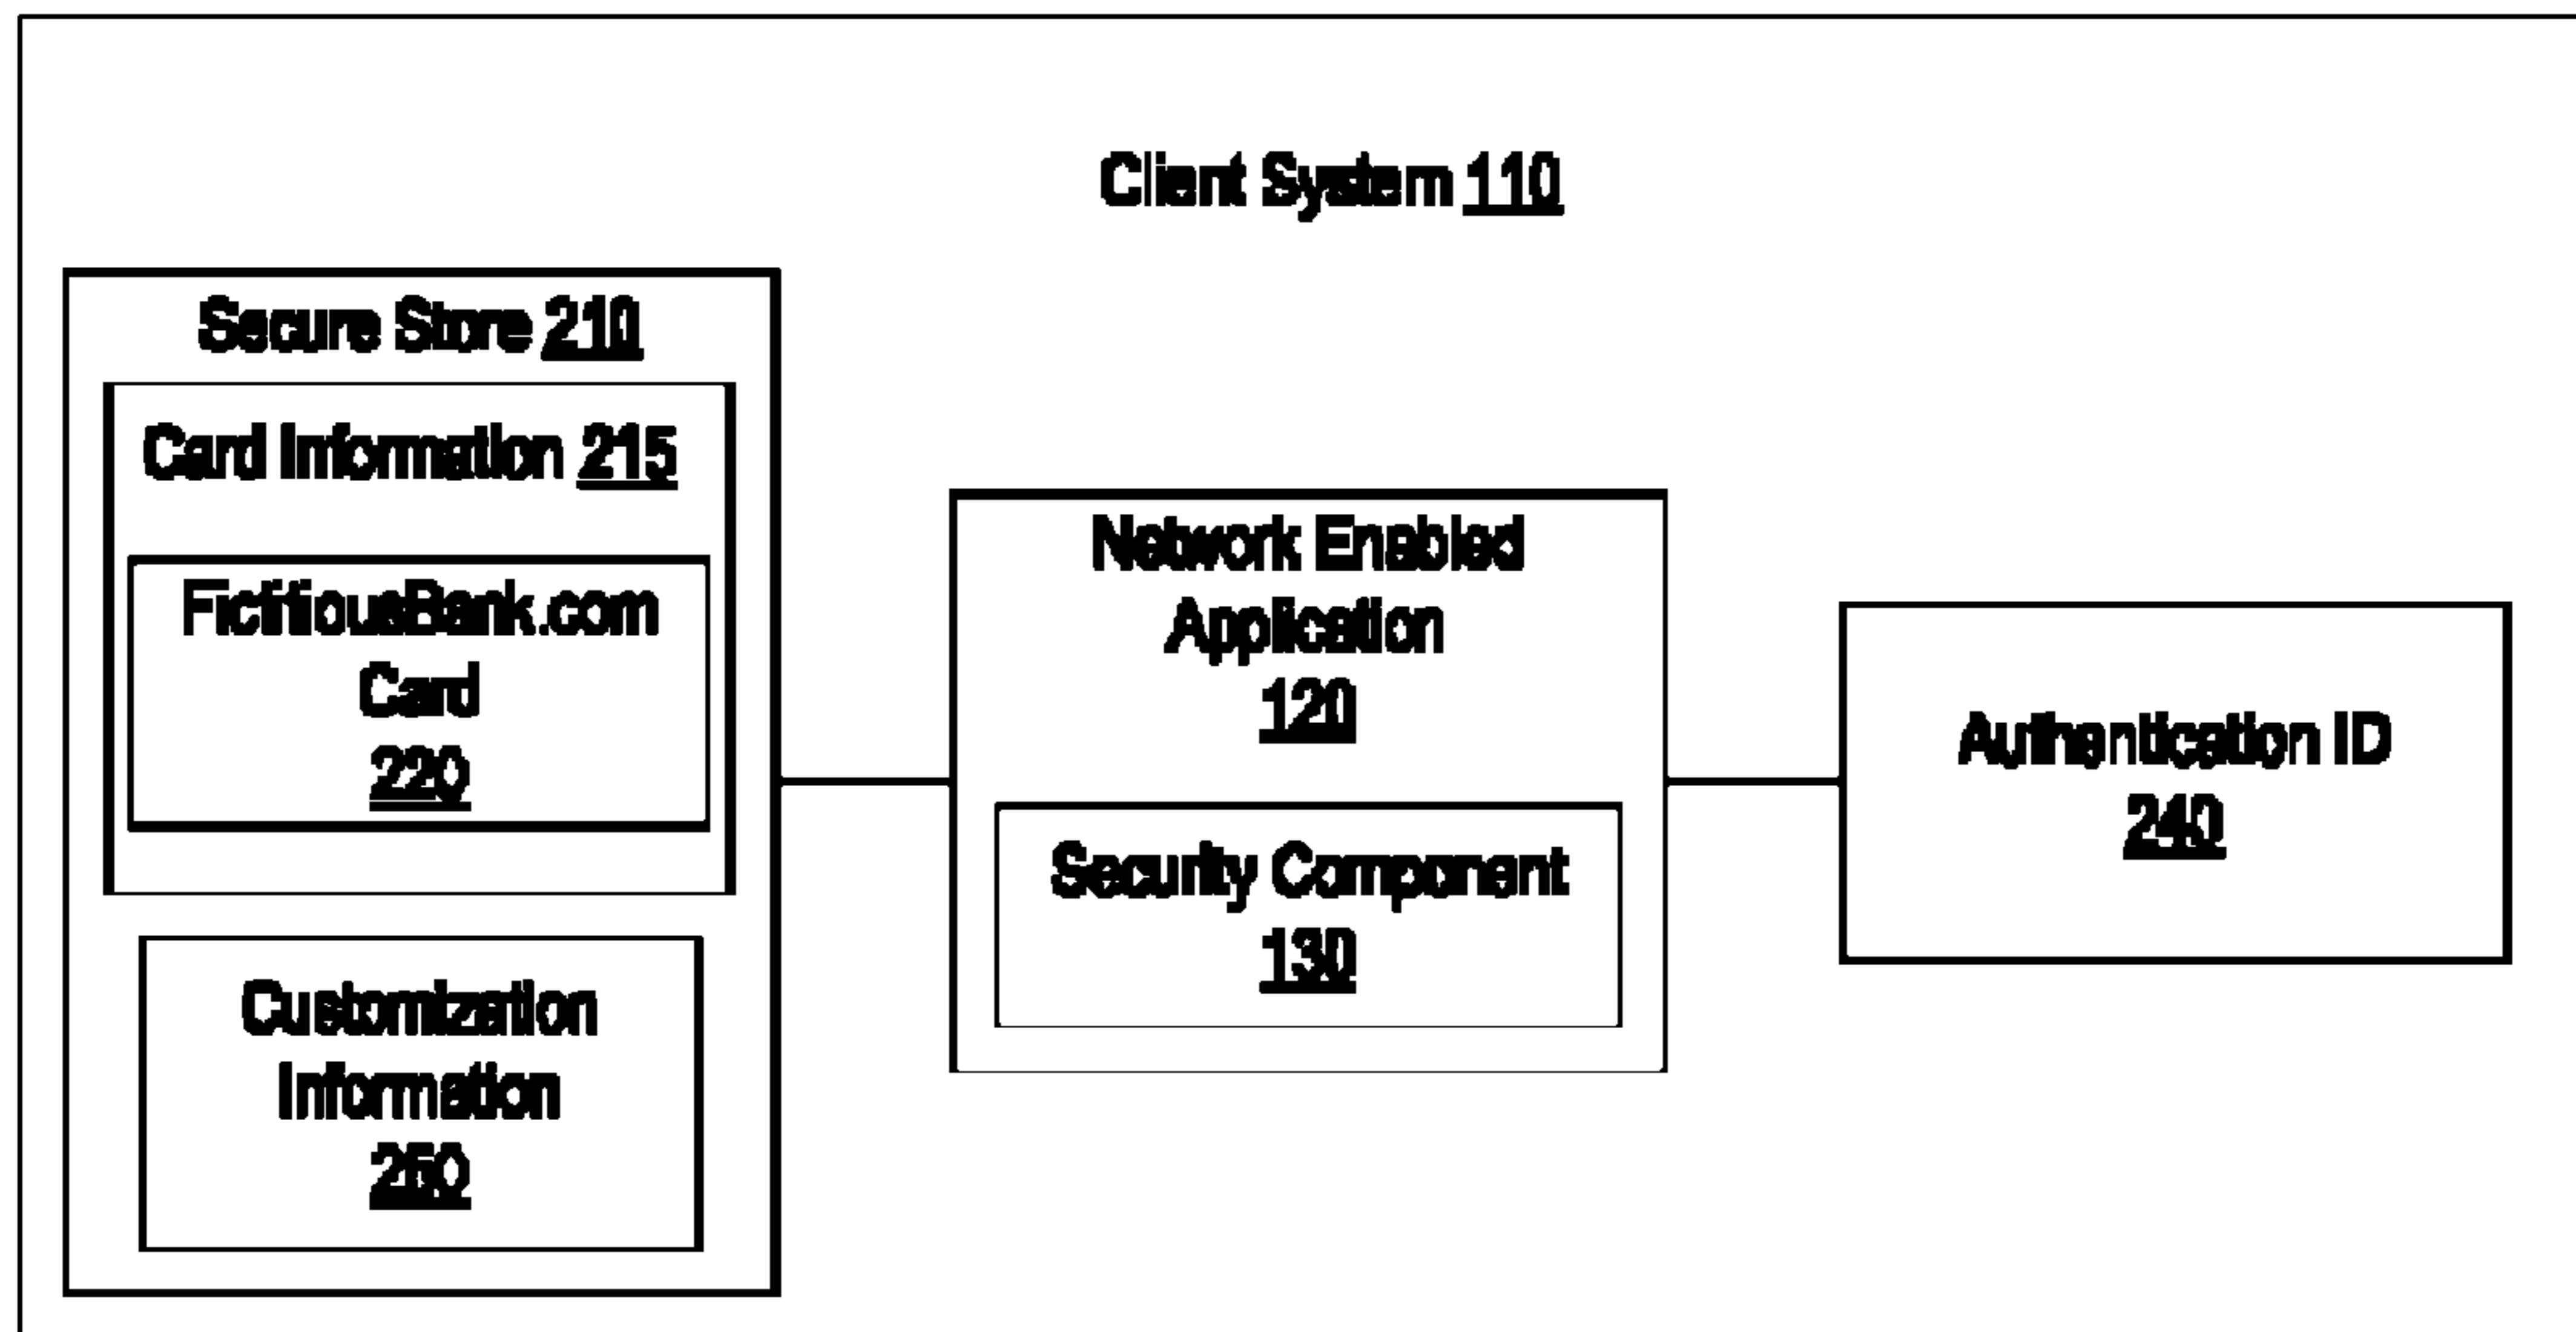 Client System 110
Secure Store 210
Card Information 215
FictitiousBank.com
Card
220
Customization
Information
250
Network Enabled
Application
120
Security Component
130
Authentication ID
240